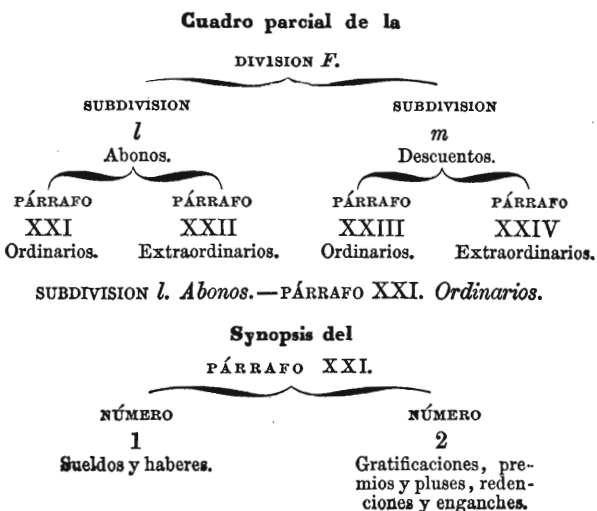 Cuadro parcial de la
DIVISION F.
SUBDIVISION SUBDIVISION
l m
Abonos. Descuentos.
PÁRRAFO PÁRRAFO PÁRRAFO PÁRRAFO
XXI XXII XXIII XXIV
Ordinarios. Extraordinarios. Ordinarios. Extraordinarios.
SUBDIVISION l. Abonos.—PÁRRAFO XXI. Ordinarios.
Synopsis del
PÁRRAFO XXI.
NÚMERO NÚMERO
1 2
Sueldos y haberes. Gratificaciones, pre-
mios y pluses, reden-
ciones y enganches.